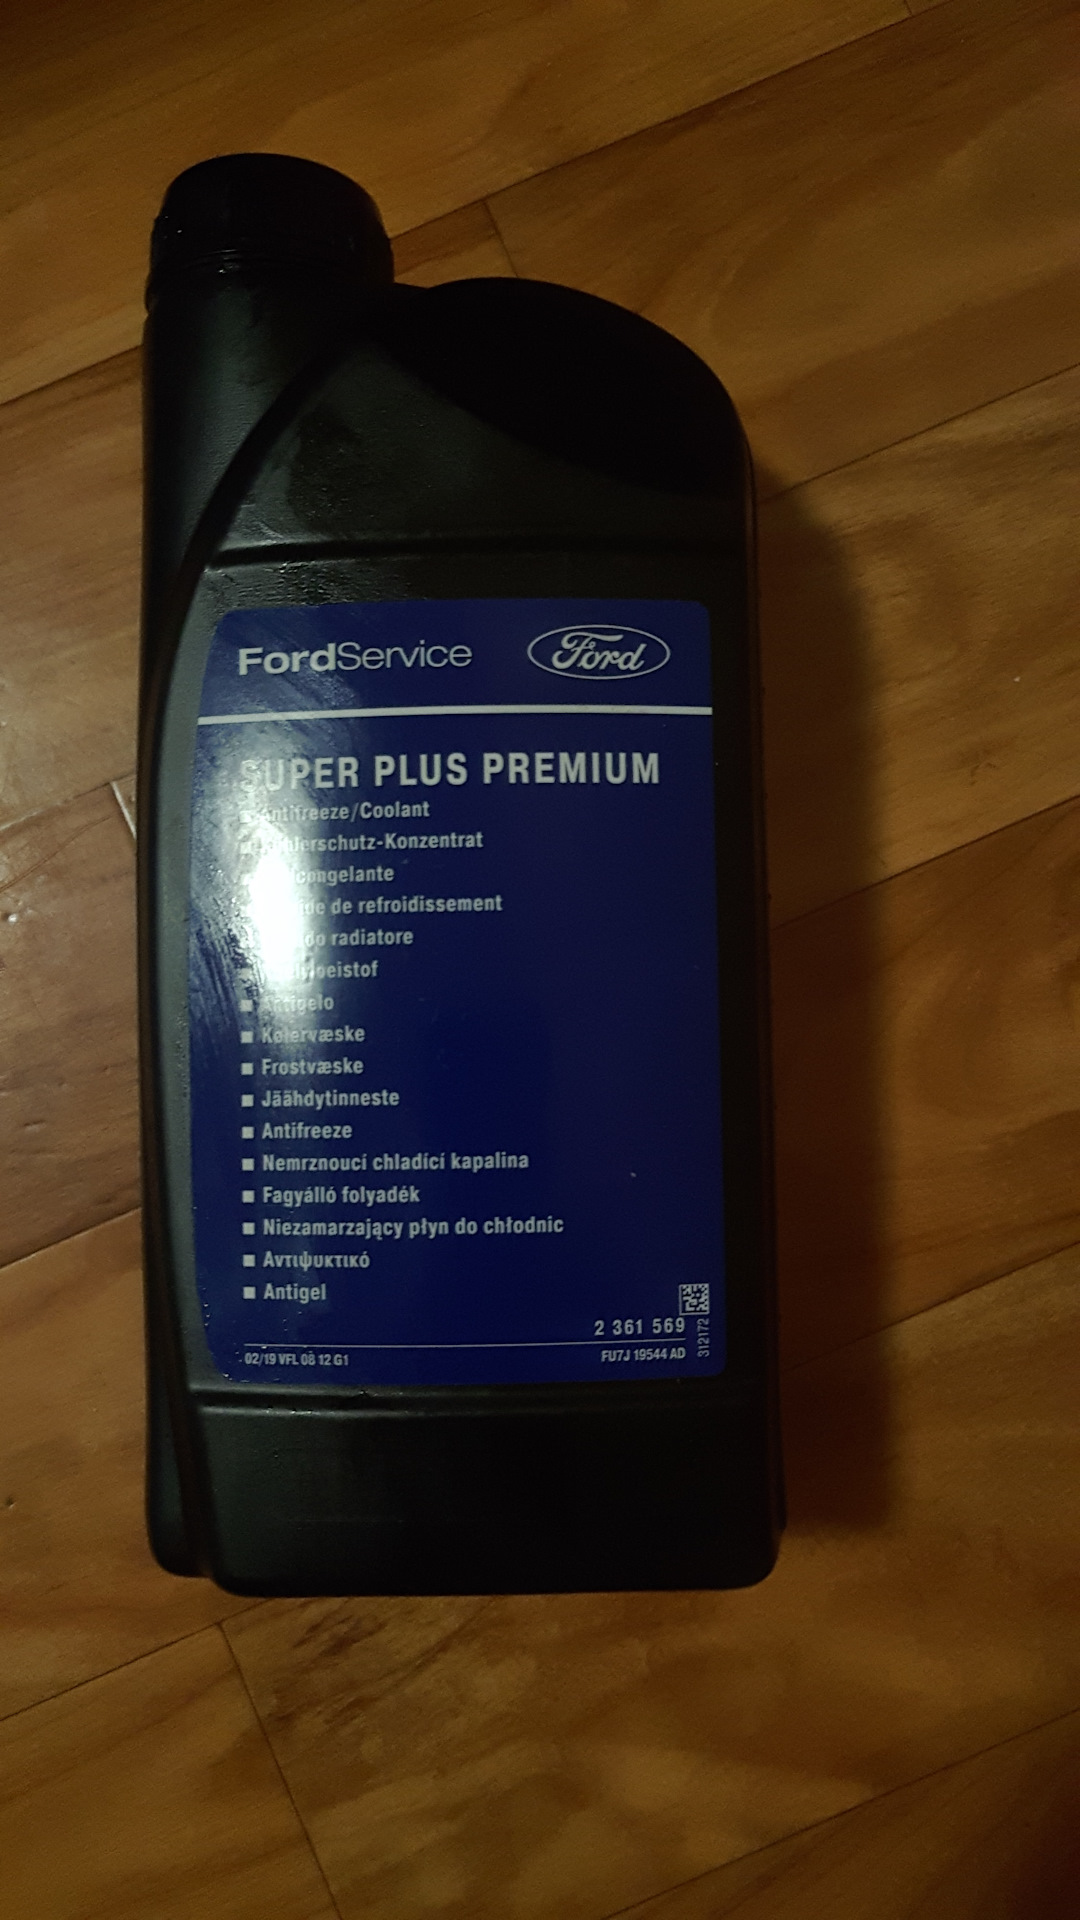 FordService
Ford
SUPER PLUS PREMIUM
Antifreeze/Coolant
Kühlerschutz-Konzentrat
de refroidissement
radiatore
Antigelo
Kølervæske
Frostvæske
Jäähdytinneste
Antifreeze
Nemrznoucí chladící kapalina
Fagyálló folyadék
Niezamarzający płyn do chłodnic
Αντιψυκτικό
Antigel
2 361 569
312172
02/19 VFL 08 12 G1
FU7J 19544 AD